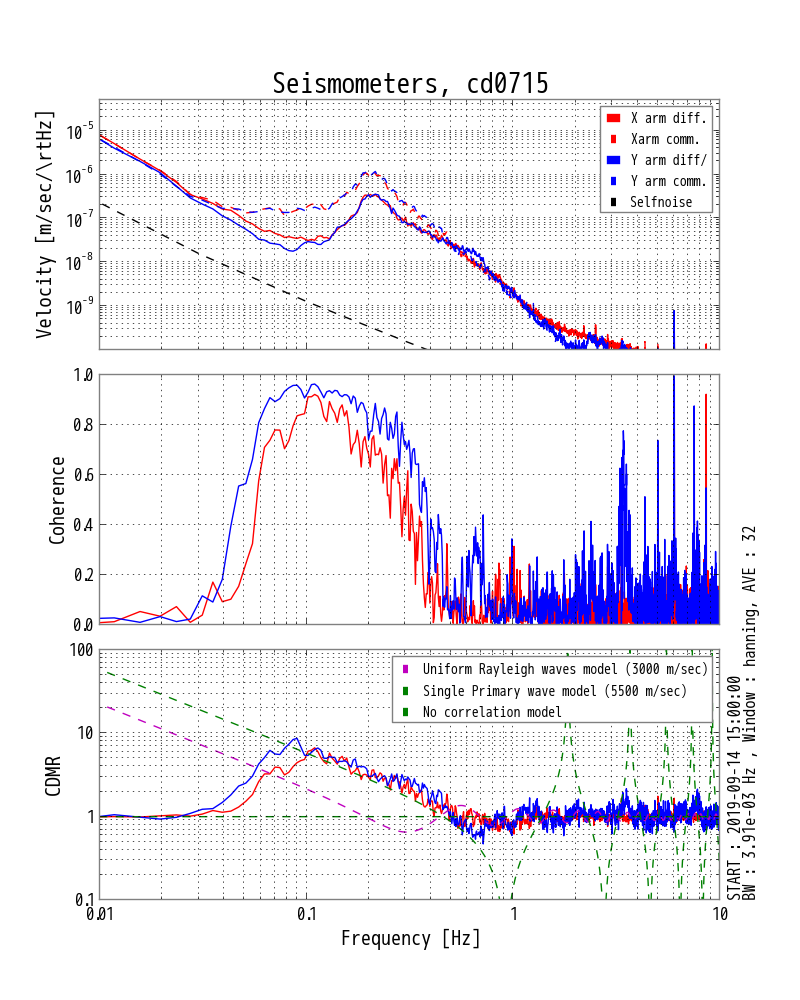 Seismometers, cd0715
Velocity [m/sec/\rtHz]
10^-5
10^-6
10^-7
10^-8
10^-9
X arm diff.
Xarm comm.
Y arm diff/
Y arm comm.
Selfnoise
Coherence
1.0
0.8
0.6
0.4
0.2
0.0
CDMR
100
10
1
0.1
Uniform Rayleigh waves model (3000 m/sec)
Single Primary wave model (5500 m/sec)
No correlation model
0.01
0.1
1
10
Frequency [Hz]
START : 2019-09-14 15:00:00
BW : 3.91e-03 Hz , Window : hanning, AVE : 32